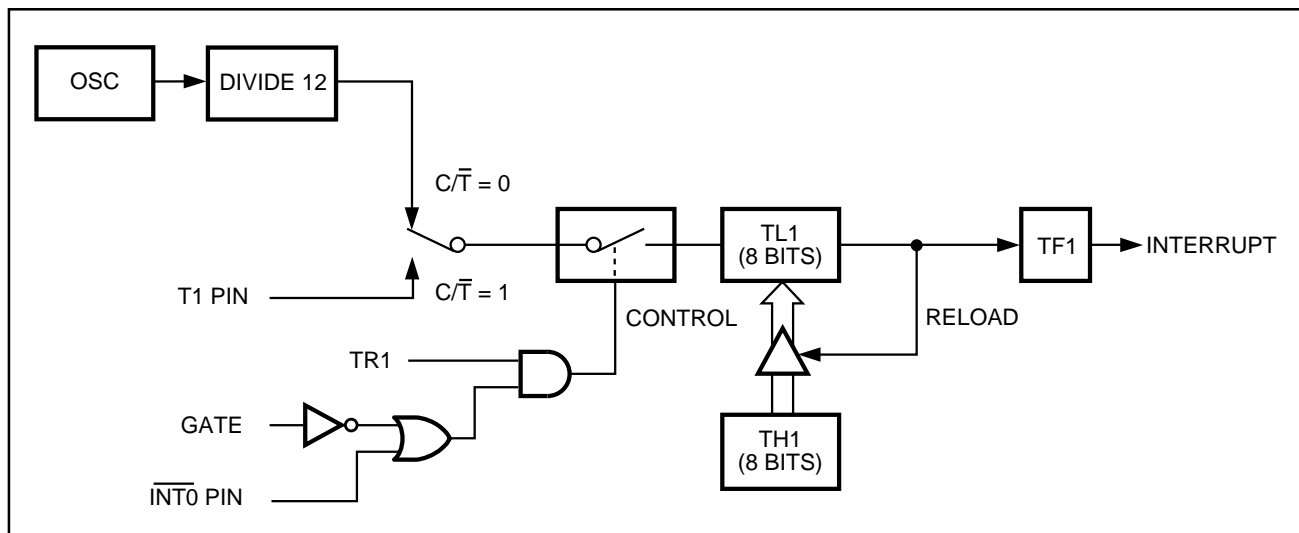 OSC
DIVIDE 12
C/T̅ = 0
TL1
(8 BITS)
TF1
INTERRUPT
T1 PIN
C/T̅ = 1
CONTROL
RELOAD
TR1
GATE
TH1
(8 BITS)
I̅N̅T̅0̅ PIN